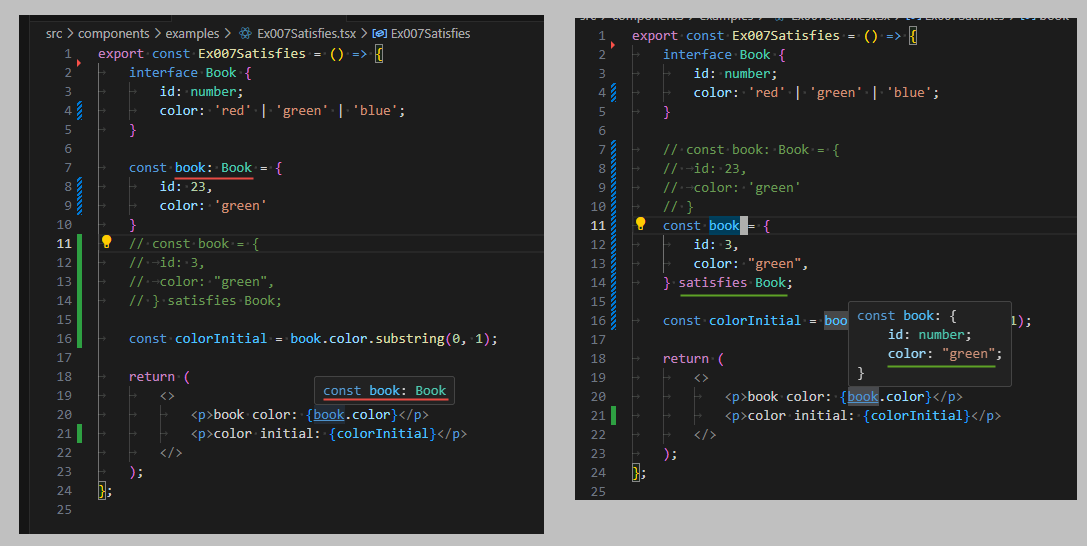 src > components > examples > Ex007Satisfies.tsx > Ex007Satisfies
1 export const Ex007Satisfies = () => {
2 interface Book {
3 id: number;
4 color: 'red' | 'green' | 'blue';
5 }
6
7 const book: Book = {
8 id: 23,
9 color: 'green'
10 }
11 // const book = {
12 // id: 3,
13 // color: "green",
14 // } satisfies Book;
15
16 const colorInitial = book.color.substring(0, 1);
17
18 return (
const book: Book
19 <>
20 <p>book color: {book.color}</p>
21 <p>color initial: {colorInitial}</p>
22 </>
23 );
24 };
25
src > components > examples > Ex007Satisfies.tsx > Ex007Satisfies > book
1 export const Ex007Satisfies = () => {
2 interface Book {
3 id: number;
4 color: 'red' | 'green' | 'blue';
5 }
6
7 // const book: Book = {
8 // id: 23,
9 // color: 'green'
10 // }
11 const book = {
12 id: 3,
13 color: "green",
14 } satisfies Book;
15
16 const colorInitial = boo 1);
const book: {
id: number;
color: "green";
}
17
18 return (
19 <>
20 <p>book color: {book.color}</p>
21 <p>color initial: {colorInitial}</p>
22 </>
23 );
24 };
25